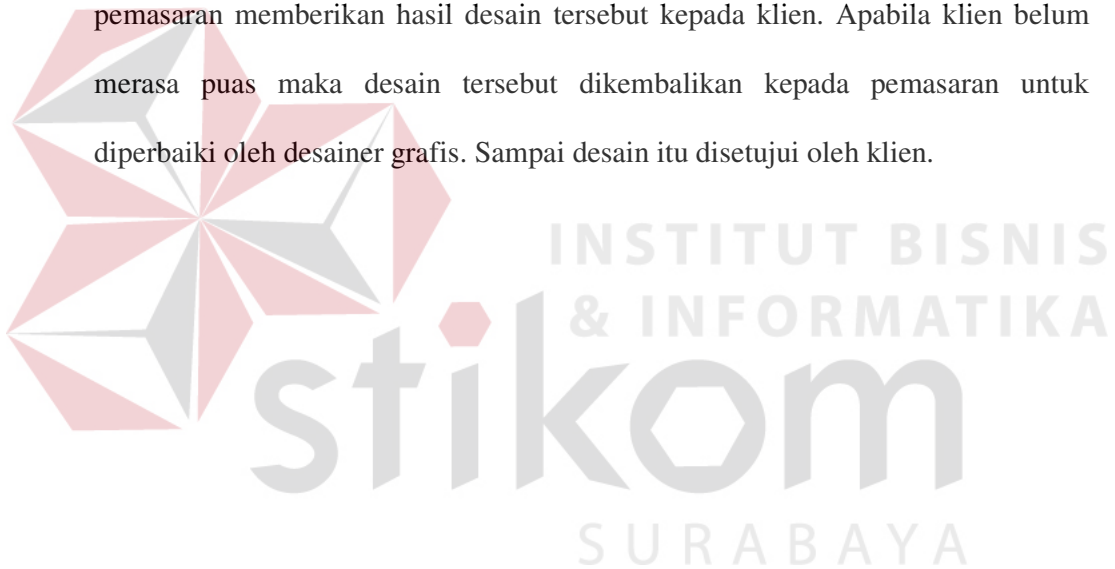 pemasaran memberikan hasil desain tersebut kepada klien. Apabila klien belum
merasa puas maka desain tersebut dikembalikan kepada pemasaran untuk
diperbaiki oleh desainer grafis. Sampai desain itu disetujui oleh klien.
INSTITUT BISNIS
& INFORMATIKA
stikom
SURABAYA